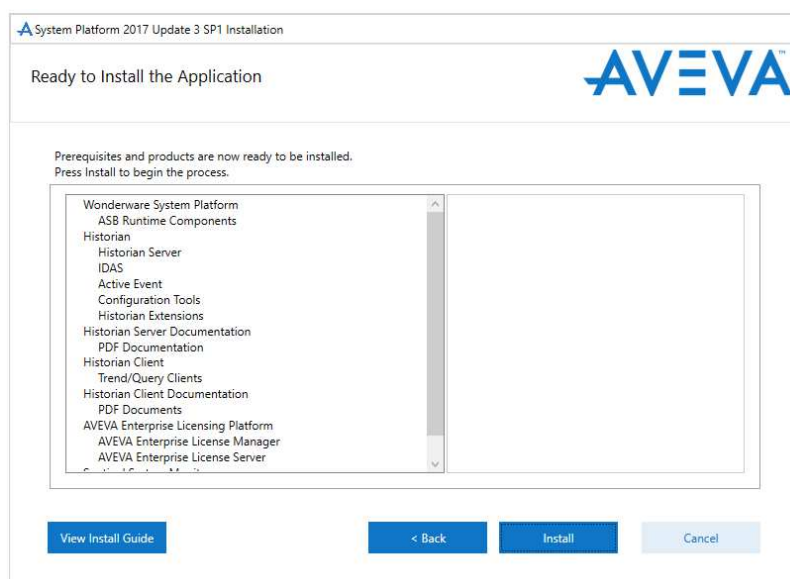 System Platform 2017 Update 3 SP1 Installation
Ready to Install the Application
AVEVA™
Prerequisites and products are now ready to be installed.
Press Install to begin the process.
Wonderware System Platform
ASB Runtime Components
Historian
Historian Server
IDAS
Active Event
Configuration Tools
Historian Extensions
Historian Server Documentation
PDF Documentation
Historian Client
Trend/Query Clients
Historian Client Documentation
PDF Documents
AVEVA Enterprise Licensing Platform
AVEVA Enterprise License Manager
AVEVA Enterprise License Server
View Install Guide
< Back
Install
Cancel